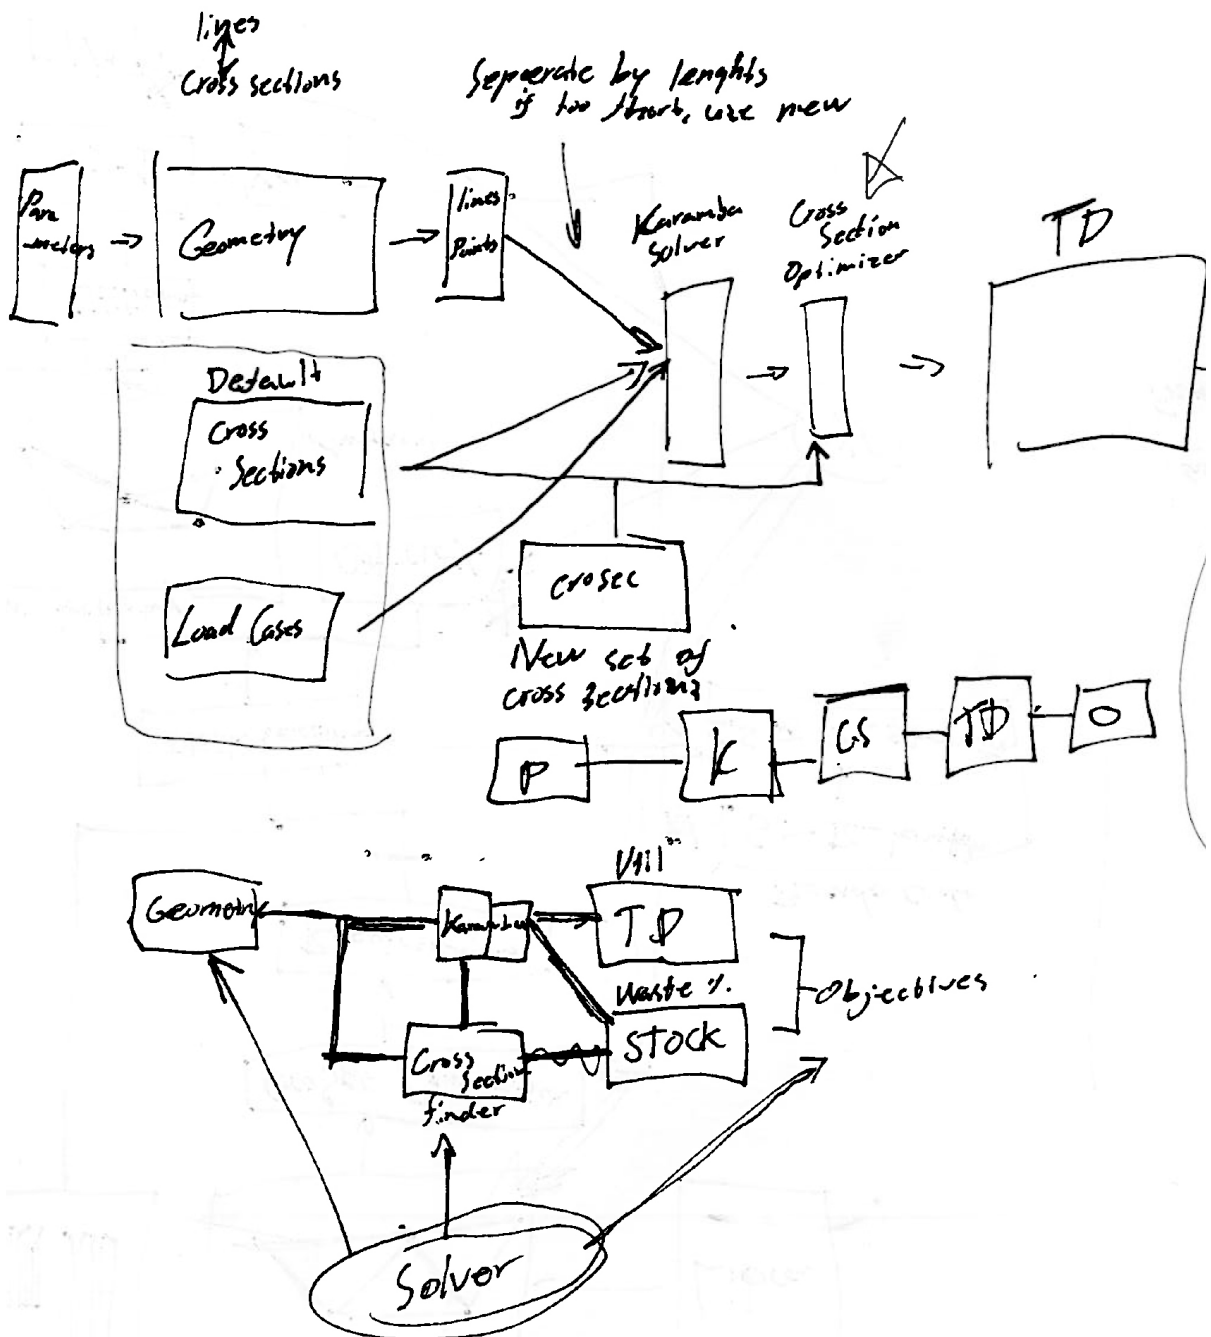 lines
Cross sections
Seperate by lenghts
if too short, use new
Para
meters
Geometry
lines
Points
Karamba
Solver
Cross
Section
Optimizer
TD
Default
Cross
Sections
Load Cases
crosec
New set of
cross sections
P
K
CS
TD
O
Geometry
Karamba
Util
TD
Waste %
Stock
Objectives
Cross
Section
finder
Solver